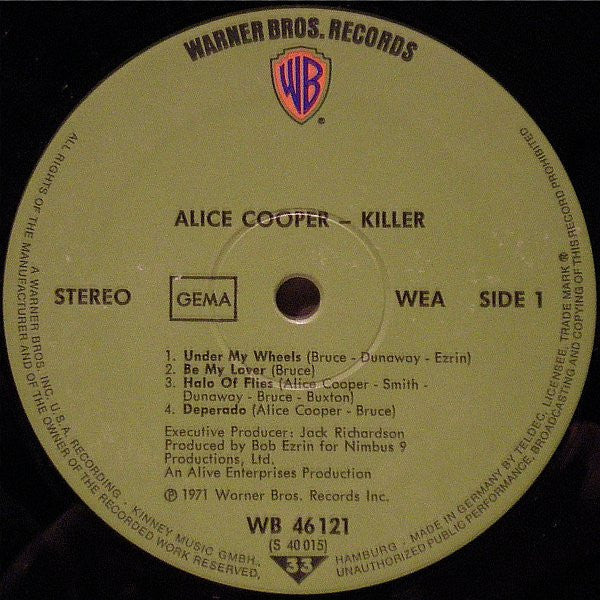 WARNER BROS. RECORDS
WB
®
ALICE COOPER – KILLER
STEREO GEMA WEA SIDE 1
1. Under My Wheels (Bruce - Dunaway - Ezrin)
2. Be My Lover (Bruce)
3. Halo Of Flies (Alice Cooper - Smith -
Dunaway - Bruce - Buxton)
4. Deperado (Alice Cooper - Bruce)
Executive Producer: Jack Richardson
Produced by Bob Ezrin for Nimbus 9
Productions, Ltd.
An Alive Enterprises Production
℗ 1971 Worner Bros. Records Inc.
WB 46 121
(S 40 015)
33
ALL RIGHTS OF THE MANUFACTURER AND OF THE OWNER OF THE RECORDED WORK RESERVED,
A WARNER BROS. INC. U.S.A. RECORDING · KINNEY MUSIC GMBH.,
HAMBURG · MADE IN GERMANY BY TELDEC, LICENSEE, TRADE MARK ®
UNAUTHORIZED PUBLIC PERFORMANCE, BROADCASTING AND COPYING OF THIS RECORD PROHIBITED